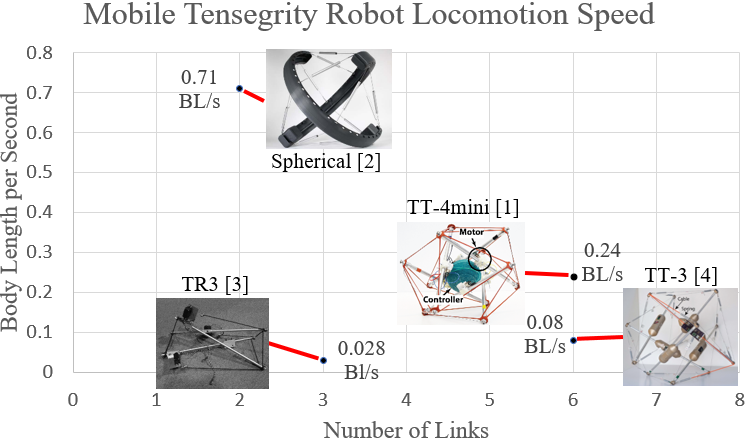 Mobile Tensegrity Robot Locomotion Speed
Body Length per Second
0.8
0.7
0.6
0.5
0.4
0.3
0.2
0.1
0
0.71
BL/s
Spherical [2]
TT-4mini [1]
Motor
Controller
0.24
BL/s
TT-3 [4]
Cable
Spring
TR3 [3]
0.028
Bl/s
0.08
BL/s
0 1 2 3 4 5 6 7 8
Number of Links